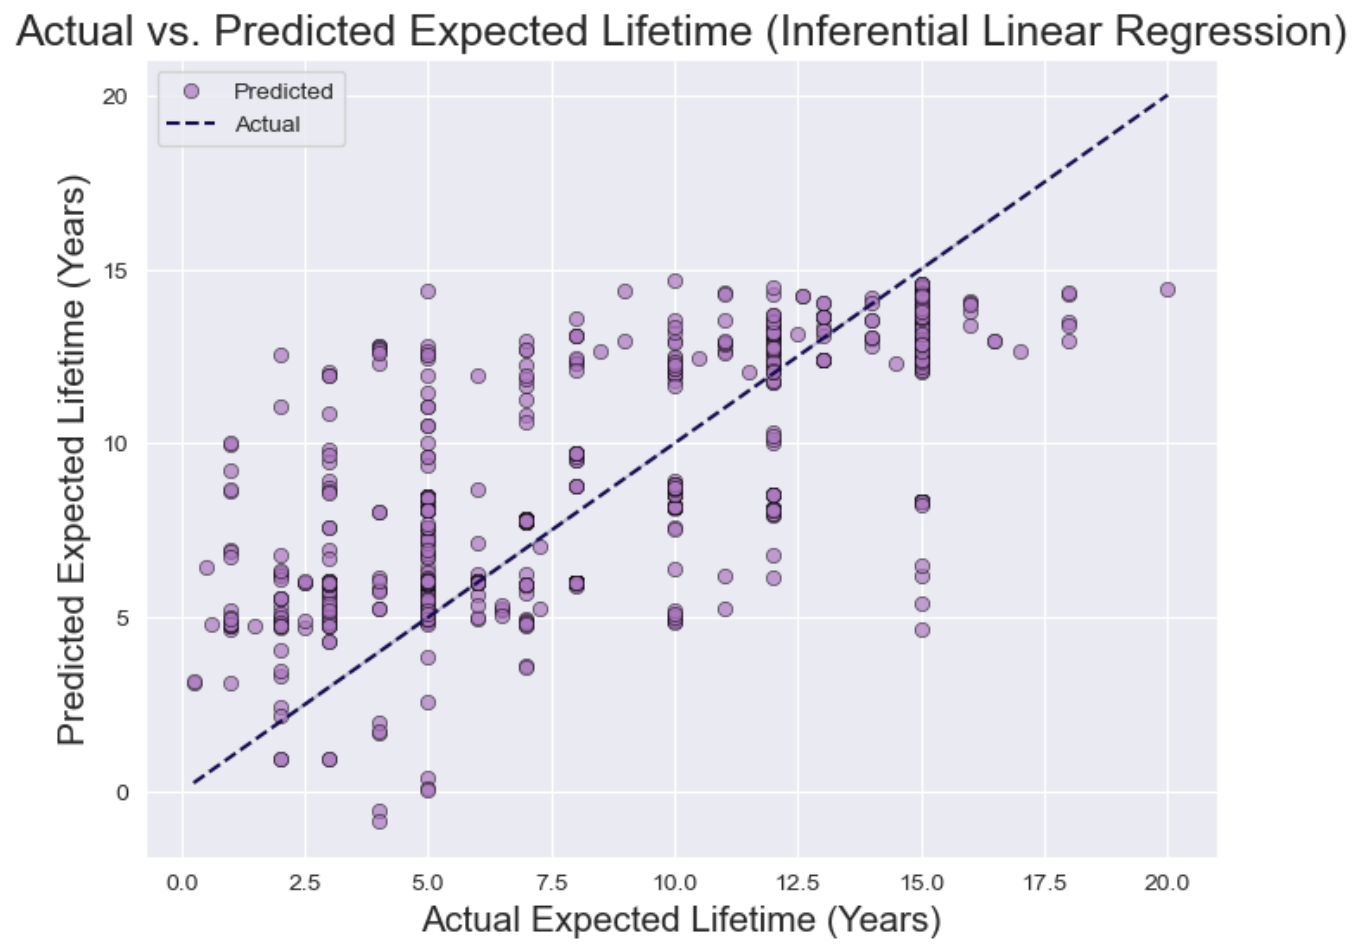 Actual vs. Predicted Expected Lifetime (Inferential Linear Regression)
Predicted
Actual
20
15
10
5
0
Predicted Expected Lifetime (Years)
0.0 2.5 5.0 7.5 10.0 12.5 15.0 17.5 20.0
Actual Expected Lifetime (Years)